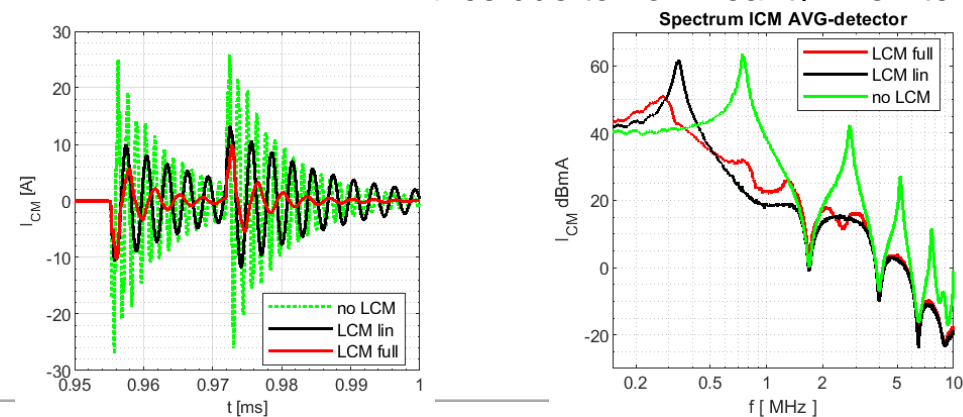 Spectrum ICM AVG-detector
30
20
10
0
-10
-20
-30
I_CM [A]
no LCM
LCM lin
LCM full
0.95
0.96
0.97
0.98
0.99
1
t [ms]
60
40
20
0
-20
I_CM dBmA
LCM full
LCM lin
no LCM
0.2
0.5
1
2
5
10
f [ MHz ]